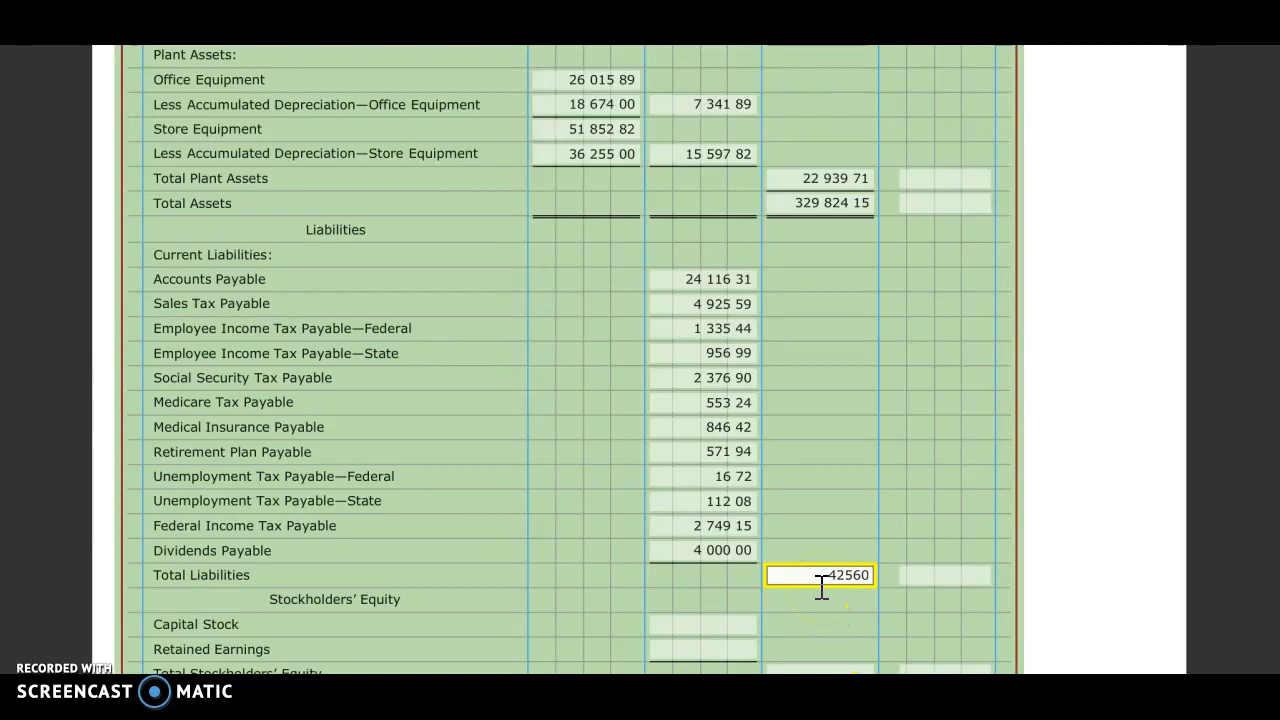 Plant Assets:
Office Equipment 26 015 89
Less Accumulated Depreciation—Office Equipment 18 674 00 7 341 89
Store Equipment 51 852 82
Less Accumulated Depreciation—Store Equipment 36 255 00 15 597 82
Total Plant Assets 22 939 71
Total Assets 329 824 15
Liabilities
Current Liabilities:
Accounts Payable 24 116 31
Sales Tax Payable 4 925 59
Employee Income Tax Payable—Federal 1 335 44
Employee Income Tax Payable—State 956 99
Social Security Tax Payable 2 376 90
Medicare Tax Payable 553 24
Medical Insurance Payable 846 42
Retirement Plan Payable 571 94
Unemployment Tax Payable—Federal 16 72
Unemployment Tax Payable—State 112 08
Federal Income Tax Payable 2 749 15
Dividends Payable 4 000 00
Total Liabilities 42560
Stockholders' Equity
Capital Stock
Retained Earnings
Total Stockholders' Equity
RECORDED WITH
SCREENCAST MATIC